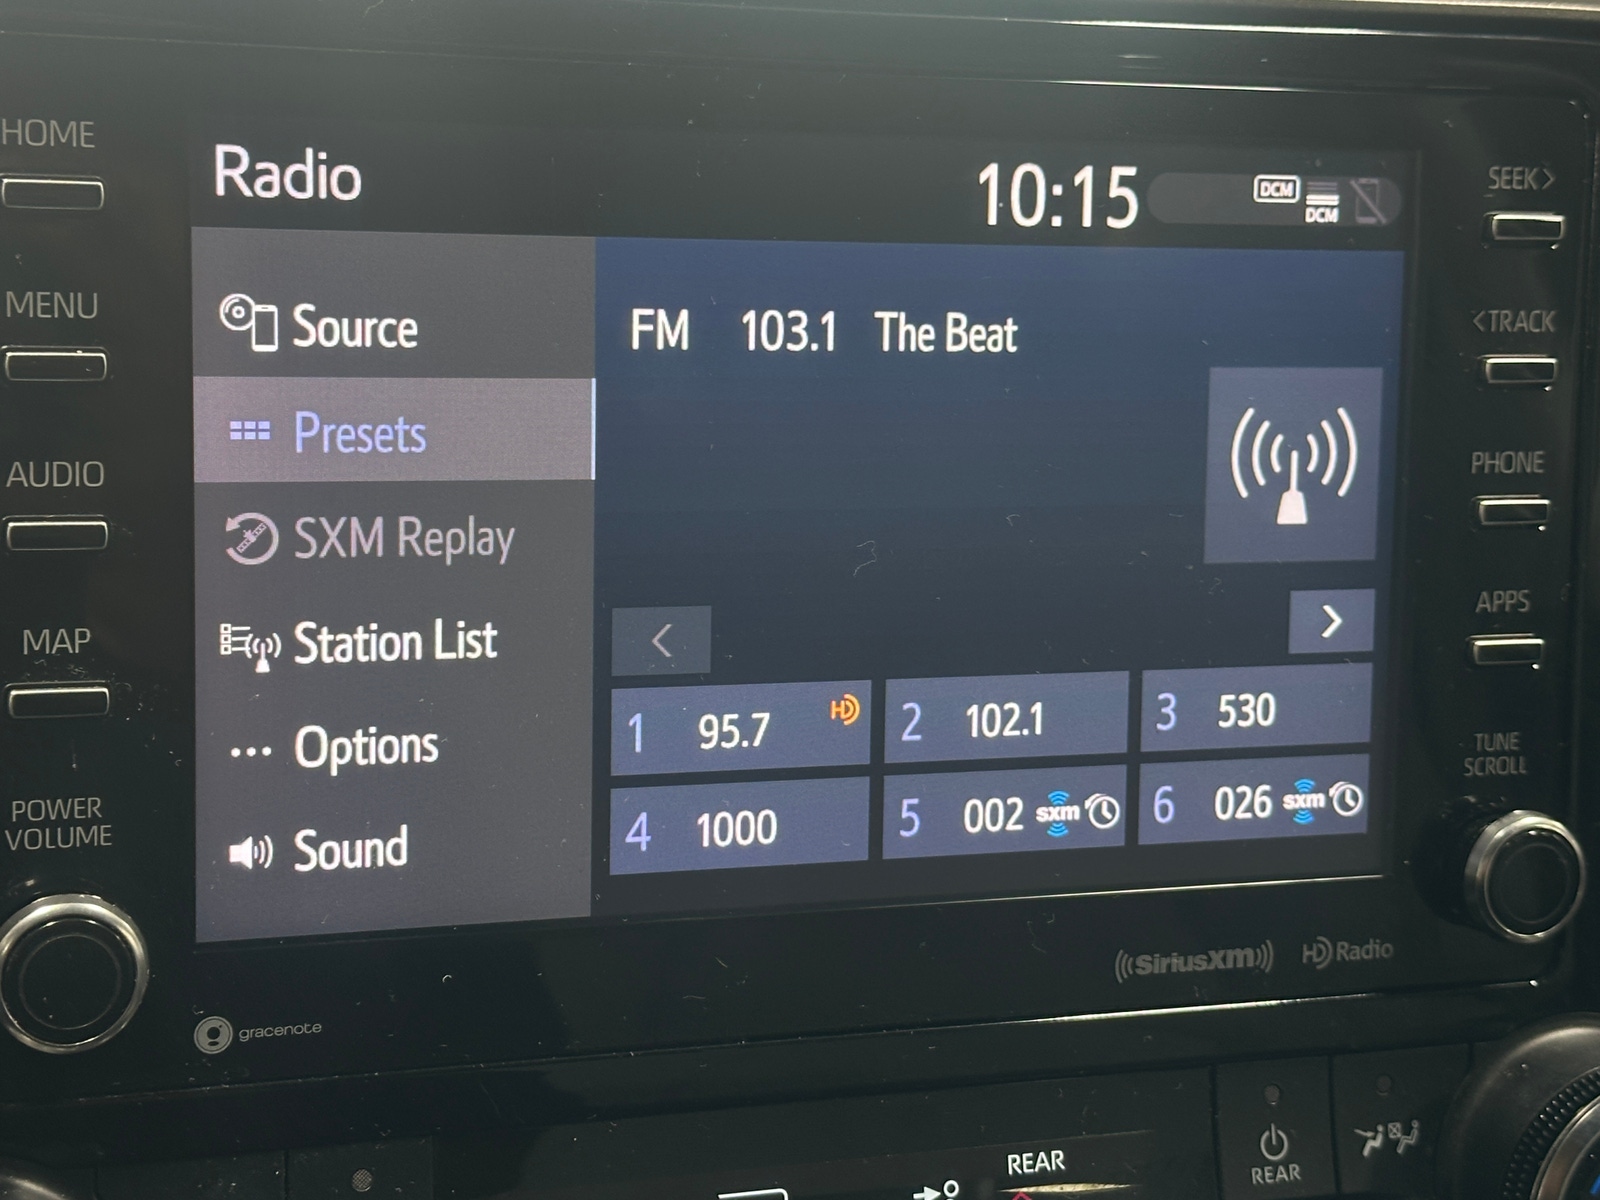 HOME
MENU
AUDIO
MAP
POWER
VOLUME
Radio
10:15
DCM
DCM
Source
Presets
SXM Replay
Station List
Options
Sound
FM 103.1 The Beat
<
>
1 95.7 HD
2 102.1
3 530
4 1000
5 002 sxm
6 026 sxm
SEEK>
<TRACK
PHONE
APPS
TUNE
SCROLL
gracenote
((SiriusXM))
HD Radio
REAR
REAR